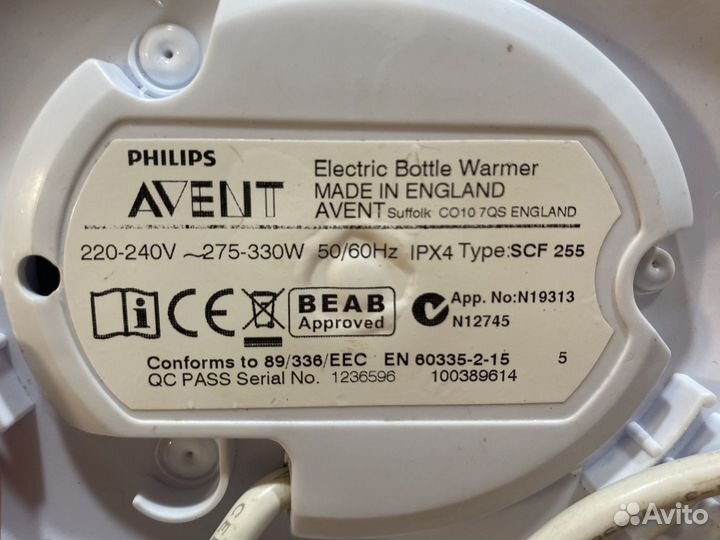 PHILIPS
AVENT
Electric Bottle Warmer
MADE IN ENGLAND
AVENT Suffolk CO10 7QS ENGLAND
220-240V ~275-330W 50/60Hz IPX4 Type:SCF 255
i CE BEAB
Approved
App. No:N19313
N12745
Conforms to 89/336/EEC EN 60335-2-15 5
QC PASS Serial No. 1236596 100389614
Avito